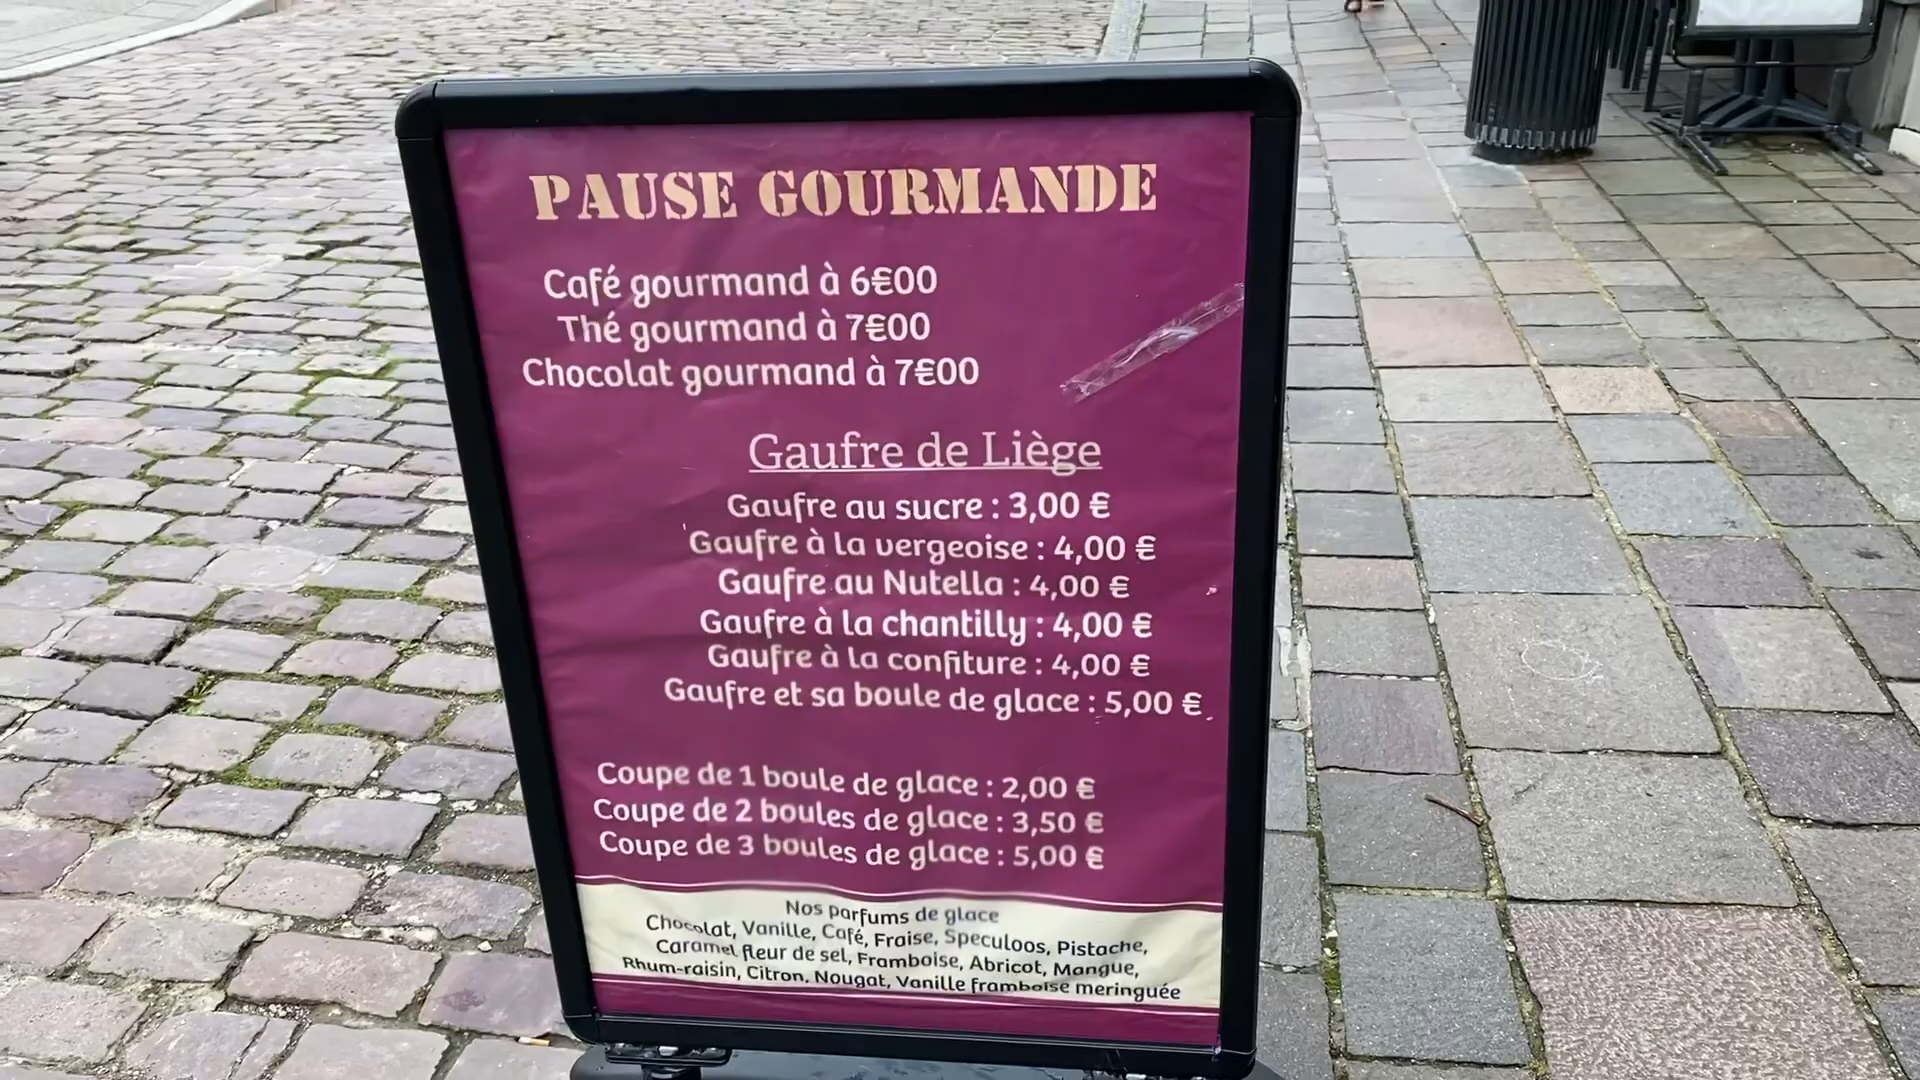 PAUSE GOURMANDE
Café gourmand à 6€00
Thé gourmand à 7€00
Chocolat gourmand à 7€00
Gaufre de Liège
Gaufre au sucre : 3,00 €
Gaufre à la vergeoise : 4,00 €
Gaufre au Nutella : 4,00 €
Gaufre à la chantilly : 4,00 €
Gaufre à la confiture : 4,00 €
Gaufre et sa boule de glace : 5,00 €
Coupe de 1 boule de glace : 2,00 €
Coupe de 2 boules de glace : 3,50 €
Coupe de 3 boules de glace : 5,00 €
Nos parfums de glace
Chocolat, Vanille, Café, Fraise, Speculoos, Pistache,
Caramel fleur de sel, Framboise, Abricot, Mangue,
Rhum-raisin, Citron, Nougat, Vanille framboise meringuée